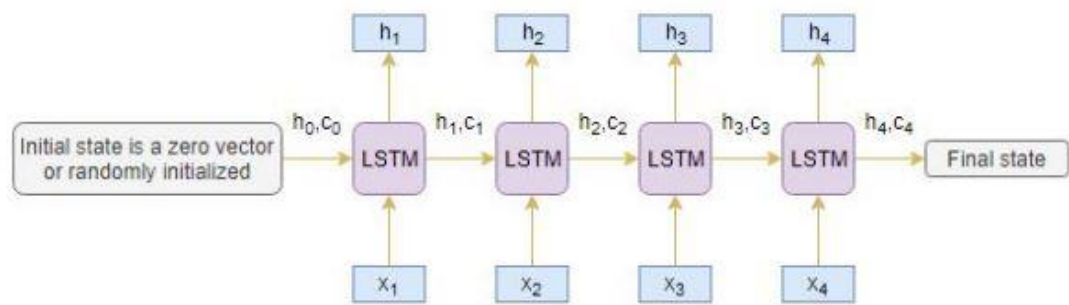 h₁
h₂
h₃
h₄
h₀,c₀
h₁,c₁
h₂,c₂
h₃,c₃
h₄,c₄
Initial state is a zero vector
or randomly initialized
LSTM
LSTM
LSTM
LSTM
Final state
x₁
x₂
x₃
x₄